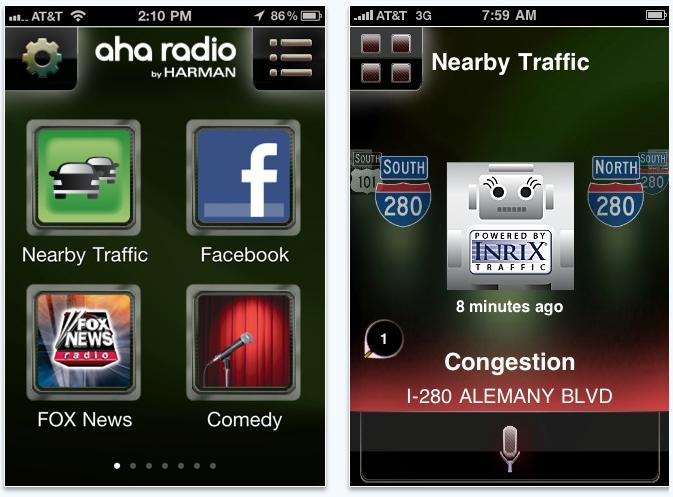 AT&T 2:10 PM 86%
aha radio
by HARMAN
Nearby Traffic Facebook
FOX
NEWS
radio
FOX News Comedy
AT&T 3G 7:59 AM
Nearby Traffic
SOUTH
101
SOUTH
280
NORTH
280
SOUTH
280
POWERED BY
INRIX
TRAFFIC
8 minutes ago
1
Congestion
I-280 ALEMANY BLVD